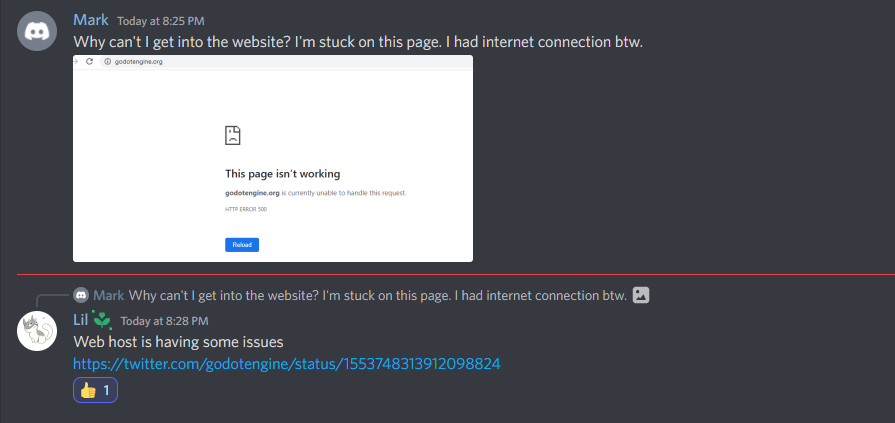 Mark Today at 8:25 PM
Why can't I get into the website? I'm stuck on this page. I had internet connection btw.
godotengine.org
This page isn't working
godotengine.org is currently unable to handle this request.
HTTP ERROR 500
Reload
Mark Why can't I get into the website? I'm stuck on this page. I had internet connection btw.
Lil Today at 8:28 PM
Web host is having some issues
https://twitter.com/godotengine/status/1553748313912098824
1